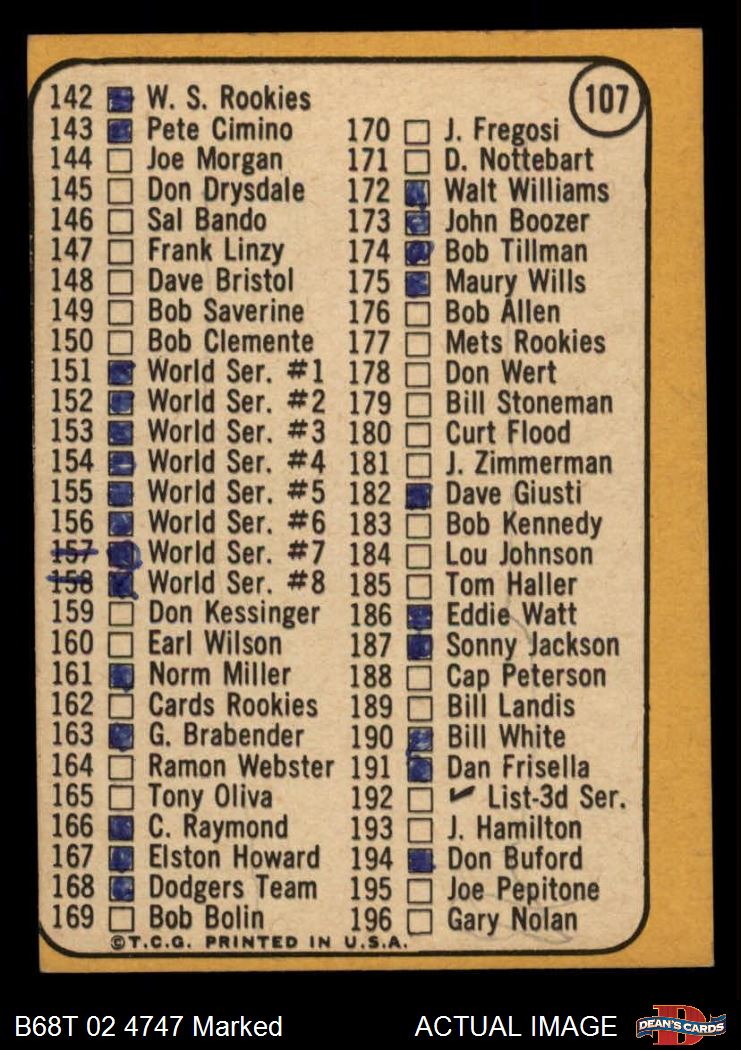 107
142 W. S. Rookies
143 Pete Cimino
144 Joe Morgan
145 Don Drysdale
146 Sal Bando
147 Frank Linzy
148 Dave Bristol
149 Bob Saverine
150 Bob Clemente
151 World Ser. #1
152 World Ser. #2
153 World Ser. #3
154 World Ser. #4
155 World Ser. #5
156 World Ser. #6
157 World Ser. #7
158 World Ser. #8
159 Don Kessinger
160 Earl Wilson
161 Norm Miller
162 Cards Rookies
163 G. Brabender
164 Ramon Webster
165 Tony Oliva
166 C. Raymond
167 Elston Howard
168 Dodgers Team
169 Bob Bolin
170 J. Fregosi
171 D. Nottebart
172 Walt Williams
173 John Boozer
174 Bob Tillman
175 Maury Wills
176 Bob Allen
177 Mets Rookies
178 Don Wert
179 Bill Stoneman
180 Curt Flood
181 J. Zimmerman
182 Dave Giusti
183 Bob Kennedy
184 Lou Johnson
185 Tom Haller
186 Eddie Watt
187 Sonny Jackson
188 Cap Peterson
189 Bill Landis
190 Bill White
191 Dan Frisella
192 ✔ List-3d Ser.
193 J. Hamilton
194 Don Buford
195 Joe Pepitone
196 Gary Nolan
©T.C.G. PRINTED IN U.S.A.
B68T 02 4747 Marked ACTUAL IMAGE
D
DEAN'S CARDS